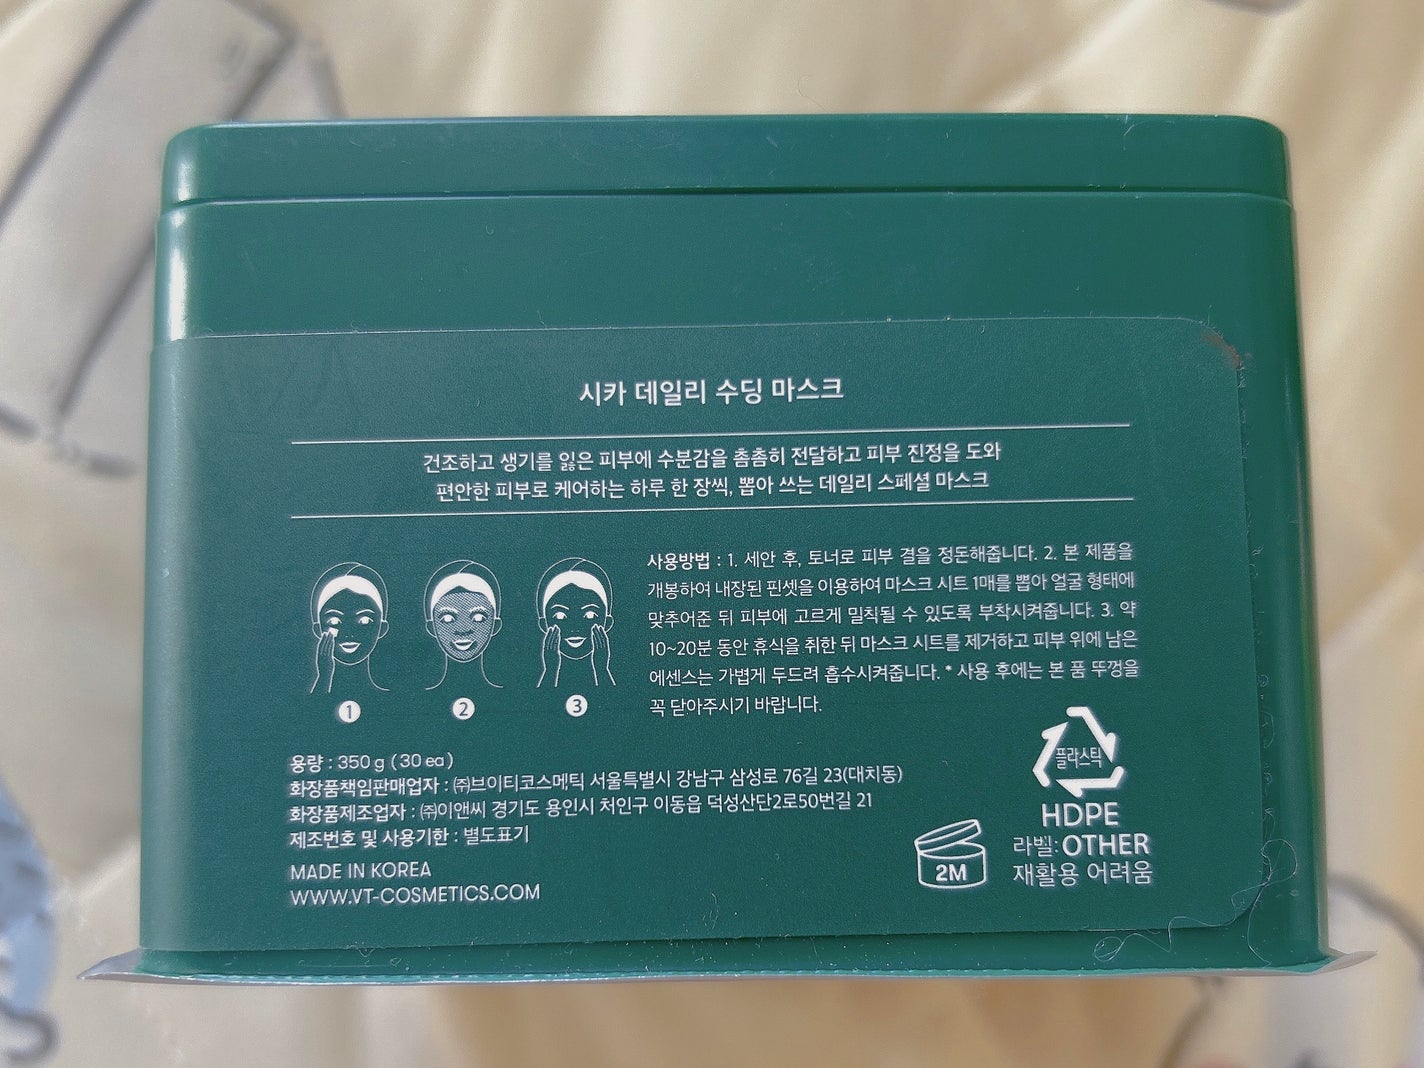 시카 데일리 수딩 마스크
건조하고 생기를 잃은 피부에 수분감을 촘촘히 전달하고 피부 진정을 도와
편안한 피부로 케어하는 하루 한 장씩, 뽑아 쓰는 데일리 스페셜 마스크
사용방법 : 1. 세안 후, 토너로 피부 결을 정돈해줍니다. 2. 본 제품을
개봉하여 내장된 핀셋을 이용하여 마스크 시트 1매를 뽑아 얼굴 형태에
맞추어준 뒤 피부에 고르게 밀착될 수 있도록 부착시켜줍니다. 3. 약
10~20분 동안 휴식을 취한 뒤 마스크 시트를 제거하고 피부 위에 남은
에센스는 가볍게 두드려 흡수시켜줍니다. * 사용 후에는 본 품 뚜껑을
꼭 닫아주시기 바랍니다.
1 2 3
용량 : 350 g ( 30 ea )
화장품책임판매업자 : ㈜브이티코스메틱 서울특별시 강남구 삼성로 76길 23(대치동)
화장품제조업자 : ㈜이앤씨 경기도 용인시 처인구 이동읍 덕성산단2로50번길 21
제조번호 및 사용기한 : 별도표기
MADE IN KOREA
WWW.VT-COSMETICS.COM
2M
플라스틱
HDPE
라벨: OTHER
재활용 어려움